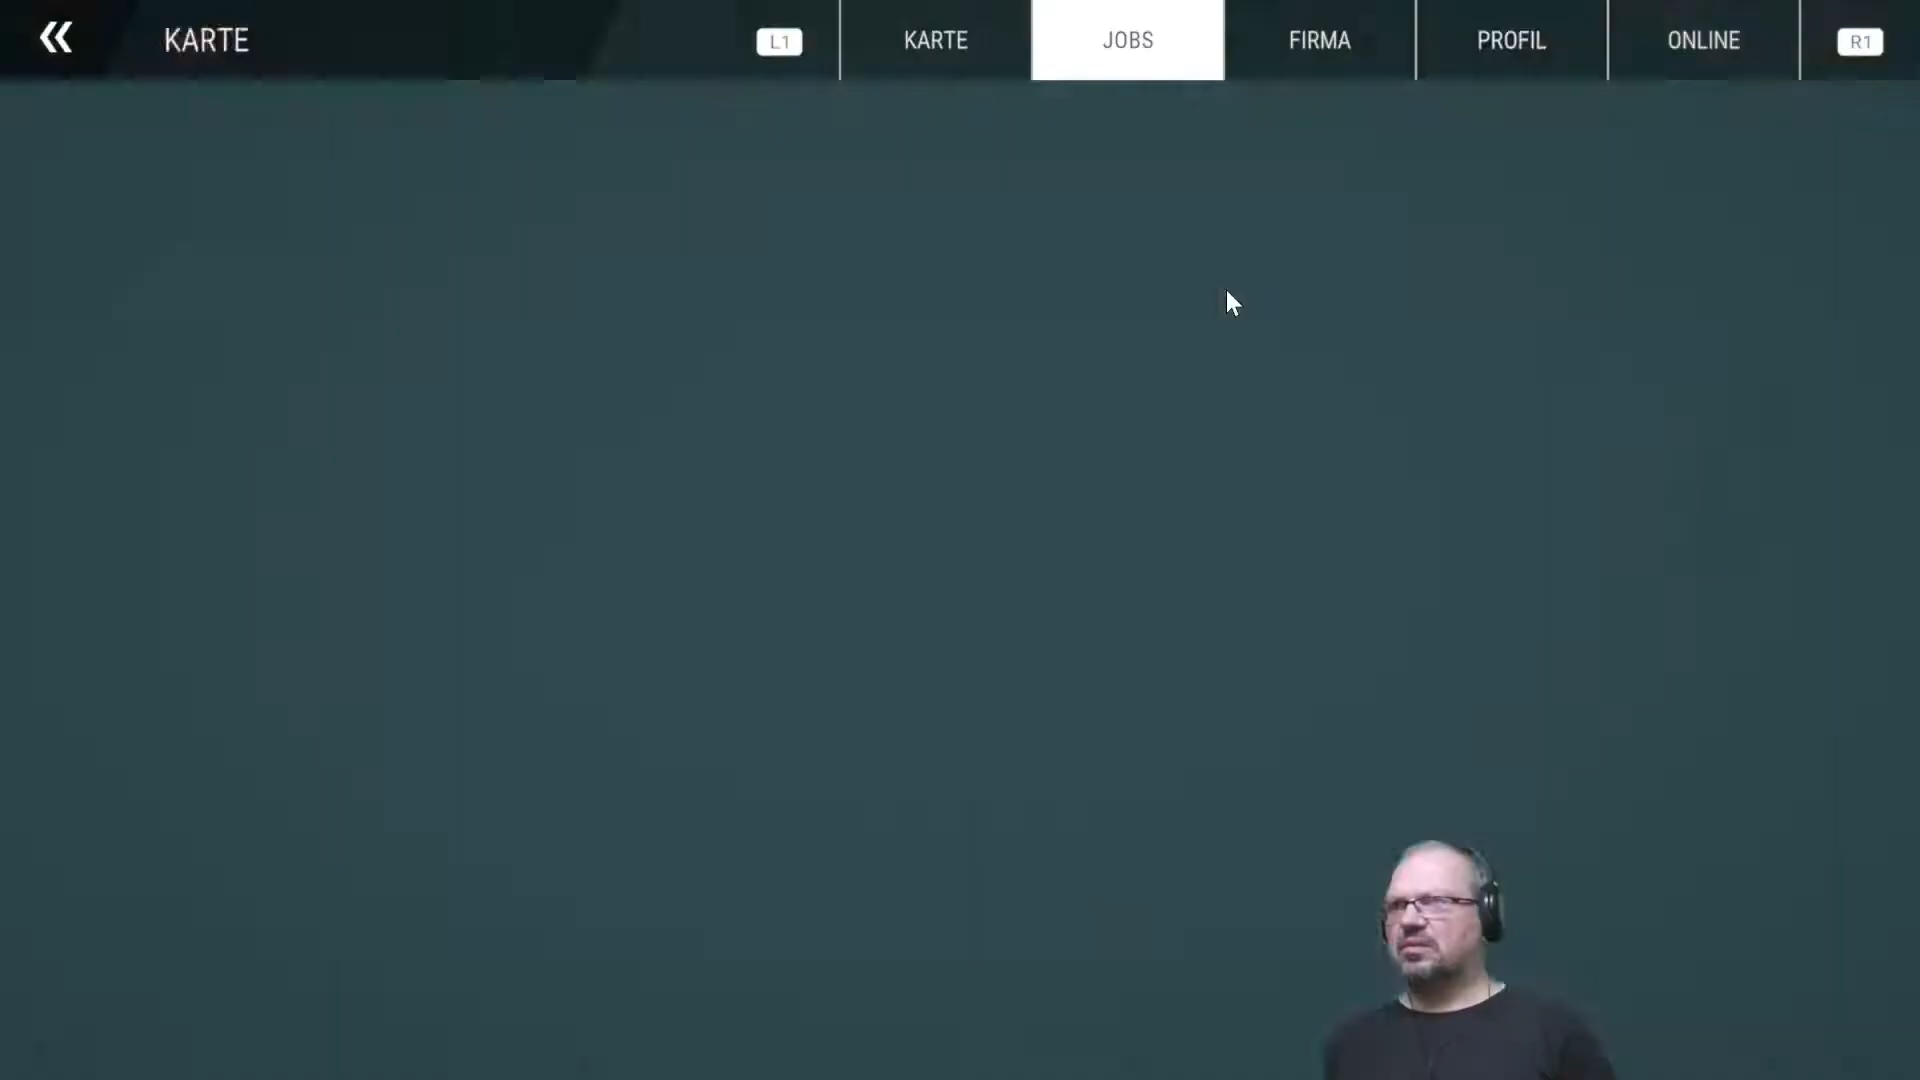 KARTE
L1
KARTE
JOBS
FIRMA
PROFIL
ONLINE
R1